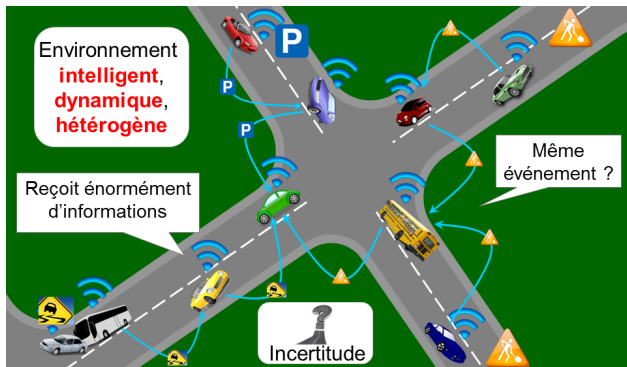 Environnement
intelligent,
dynamique,
hétérogène
P
P
P
Reçoit énormément
d’informations
Même
événement ?
Incertitude